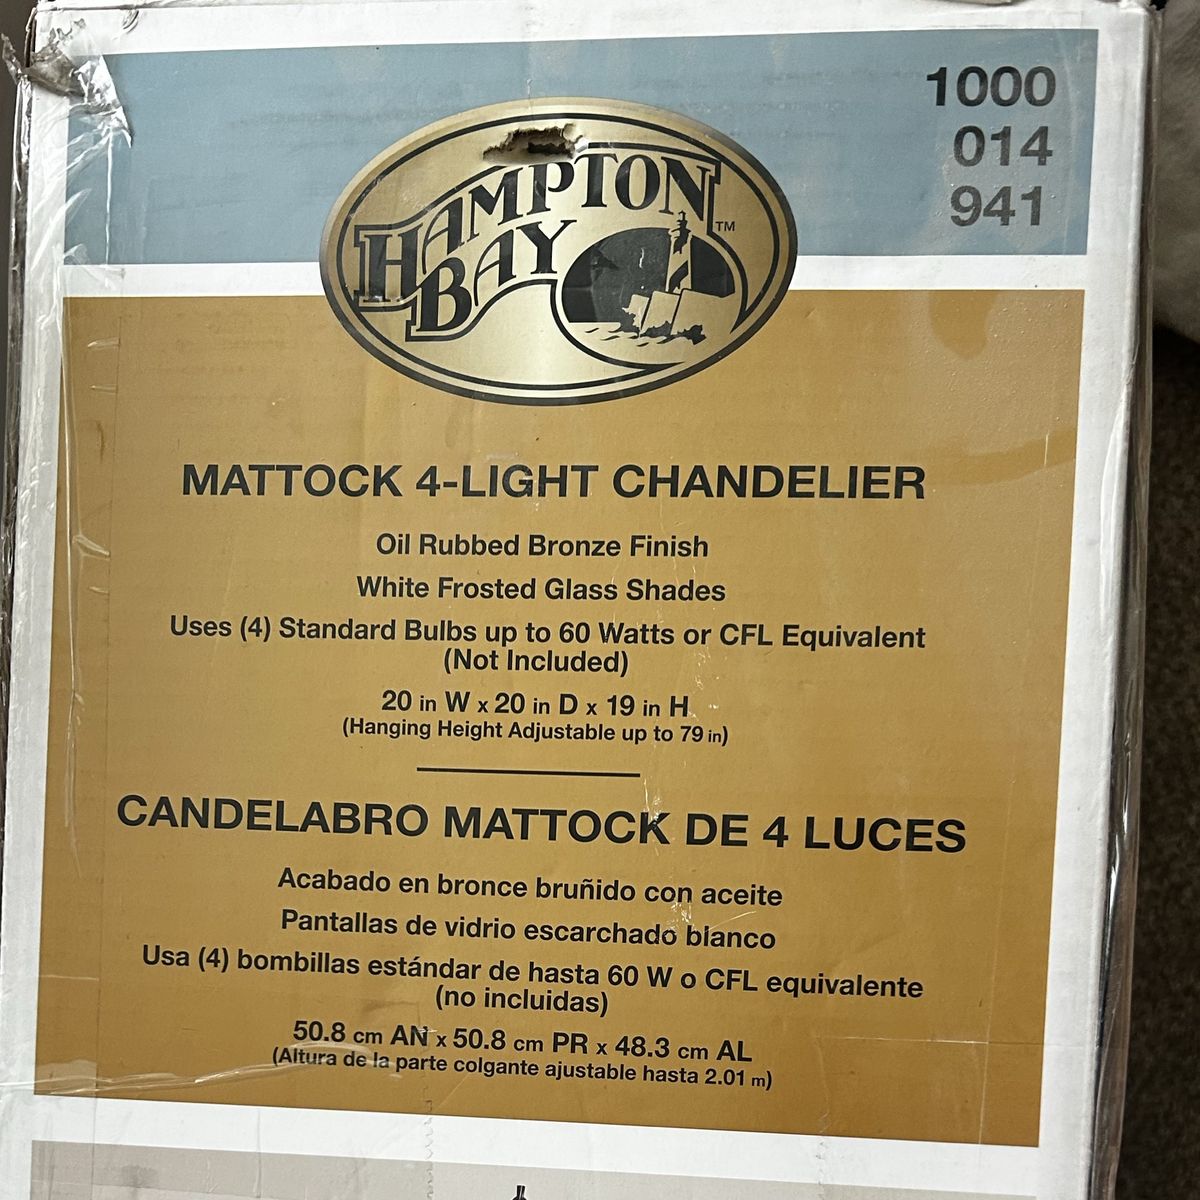 1000
014
941
HAMPTON
BAY™
MATTOCK 4-LIGHT CHANDELIER
Oil Rubbed Bronze Finish
White Frosted Glass Shades
Uses (4) Standard Bulbs up to 60 Watts or CFL Equivalent
(Not Included)
20 in W x 20 in D x 19 in H
(Hanging Height Adjustable up to 79 in)
CANDELABRO MATTOCK DE 4 LUCES
Acabado en bronce bruñido con aceite
Pantallas de vidrio escarchado blanco
Usa (4) bombillas estándar de hasta 60 W o CFL equivalente
(no incluidas)
50.8 cm AN x 50.8 cm PR x 48.3 cm AL
(Altura de la parte colgante ajustable hasta 2.01 m)